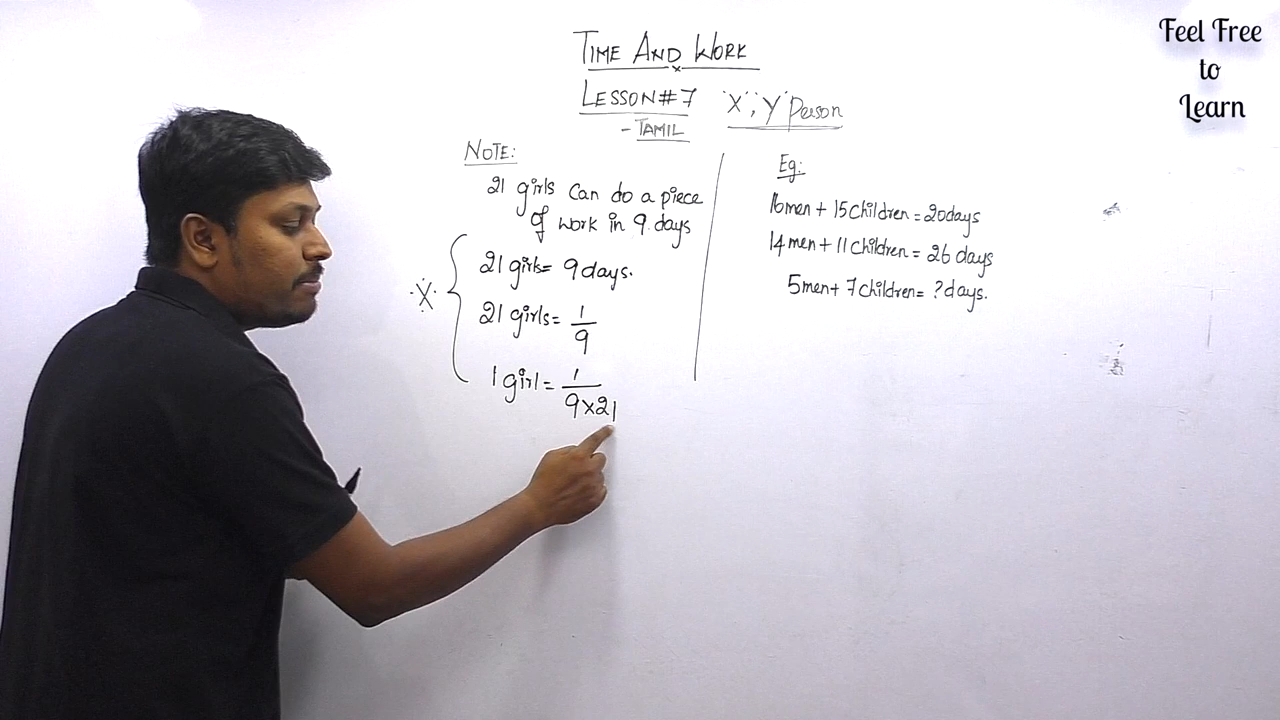 TIME AND WORK
LESSON#7 "X", "Y" Person
- TAMIL
NOTE:
21 girls can do a piece
of work in 9 days
21 girls = 9 days.
21 girls = 1/9
1 girl = 1/9×21
Eg:
16men + 15children = 20days
14men + 11children = 26 days
5men + 7children = ? days.
Feel Free
to
Learn